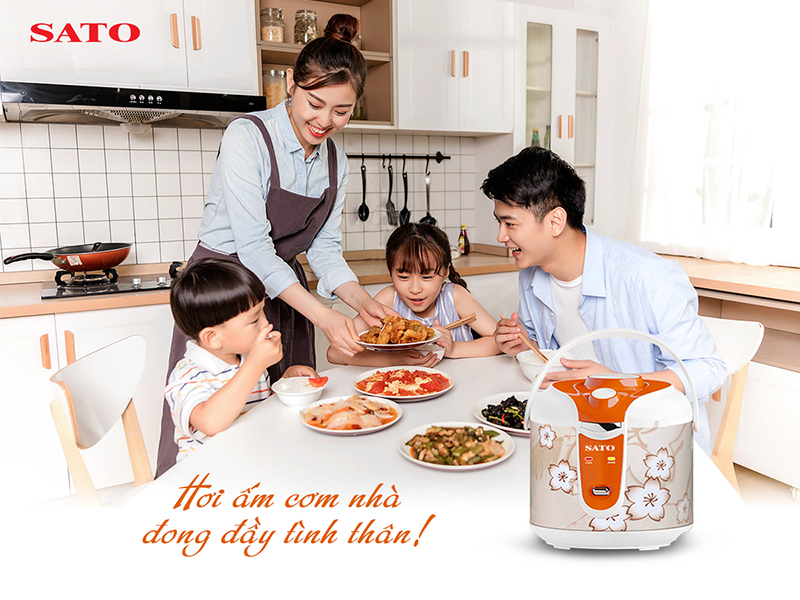 SATO
Hơi ấm cơm nhà
đong đầy tình thân!
SATO